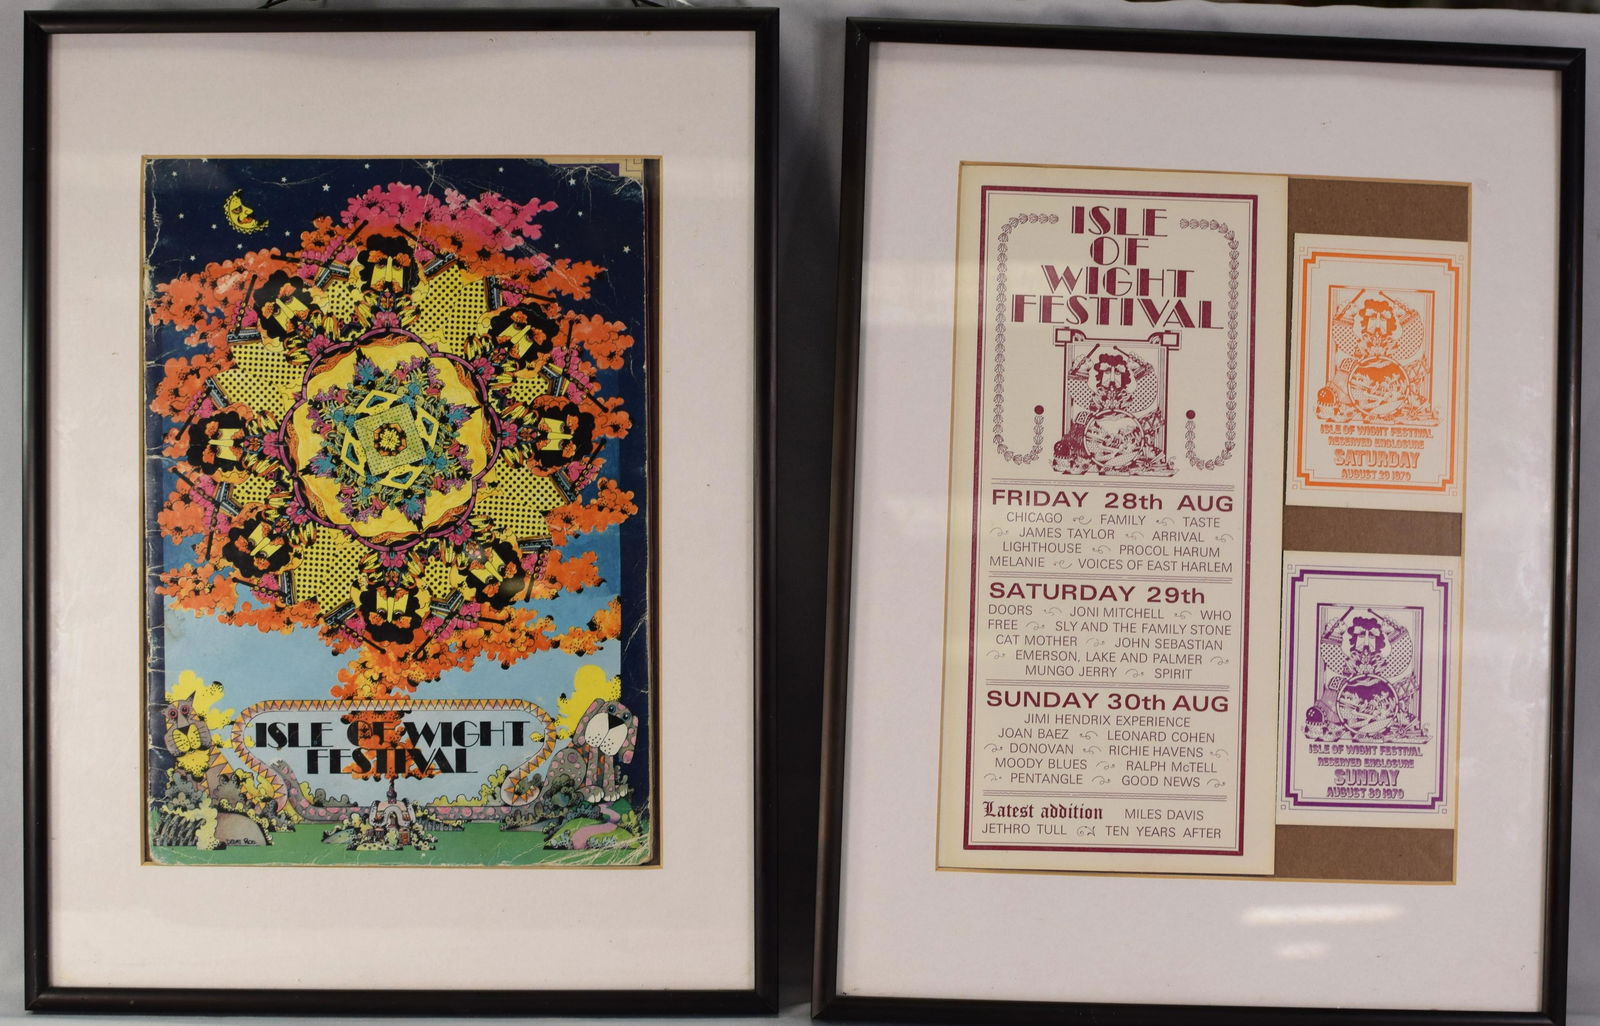 ISLE OF WIGHT
FESTIVAL
ISLE
OF
WIGHT
FESTIVAL
FRIDAY 28th AUG
CHICAGO FAMILY TASTE
JAMES TAYLOR ARRIVAL
LIGHTHOUSE PROCOL HARUM
MELANIE VOICES OF EAST HARLEM
SATURDAY 29th
DOORS JONI MITCHELL WHO
FREE SLY AND THE FAMILY STONE
CAT MOTHER JOHN SEBASTIAN
EMERSON, LAKE AND PALMER
MUNGO JERRY SPIRIT
SUNDAY 30th AUG
JIMI HENDRIX EXPERIENCE
JOAN BAEZ LEONARD COHEN
DONOVAN RICHIE HAVENS
MOODY BLUES RALPH McTELL
PENTANGLE GOOD NEWS
Latest addition MILES DAVIS
JETHRO TULL TEN YEARS AFTER
ISLE OF WIGHT FESTIVAL
RESERVED ENCLOSURE
SATURDAY
AUGUST 29 1970
ISLE OF WIGHT FESTIVAL
RESERVED ENCLOSURE
SUNDAY
AUGUST 30 1970